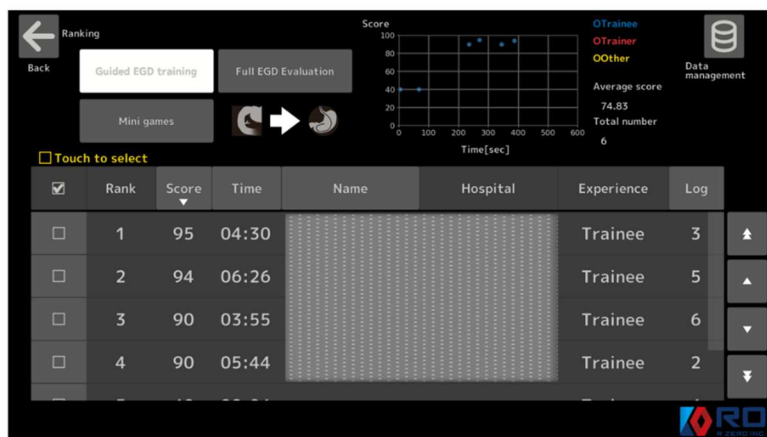 Ranking
Back
Guided EGD training
Full EGD Evaluation
Mini games
Score
100
80
60
40
20
0
0 100 200 300 400 500 600
Time[sec]
OTrainee
OTrainer
OOther
Average score
74.83
Total number
6
Data
management
Touch to select
Rank Score Time Name Hospital Experience Log
1 95 04:30 Trainee 3
2 94 06:26 Trainee 5
3 90 03:55 Trainee 6
4 90 05:44 Trainee 2
R ZERO INC